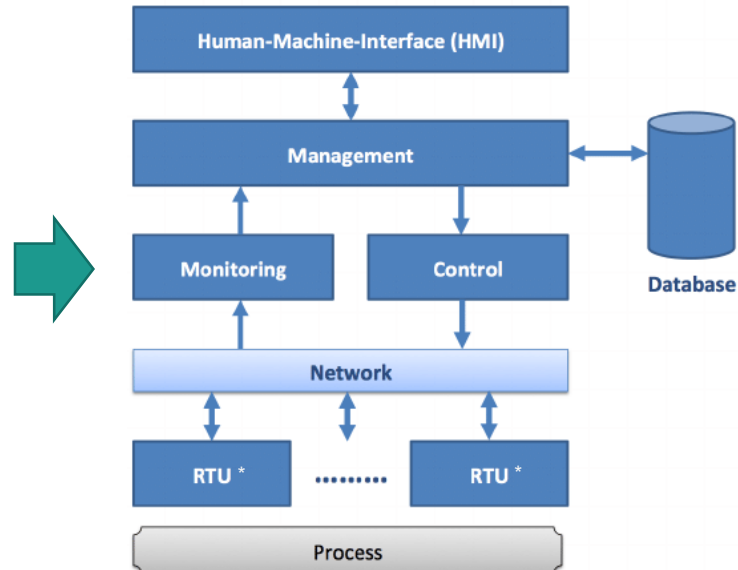 Human-Machine-Interface (HMI)
Management
Monitoring
Control
Database
Network
RTU *
.........
RTU *
Process